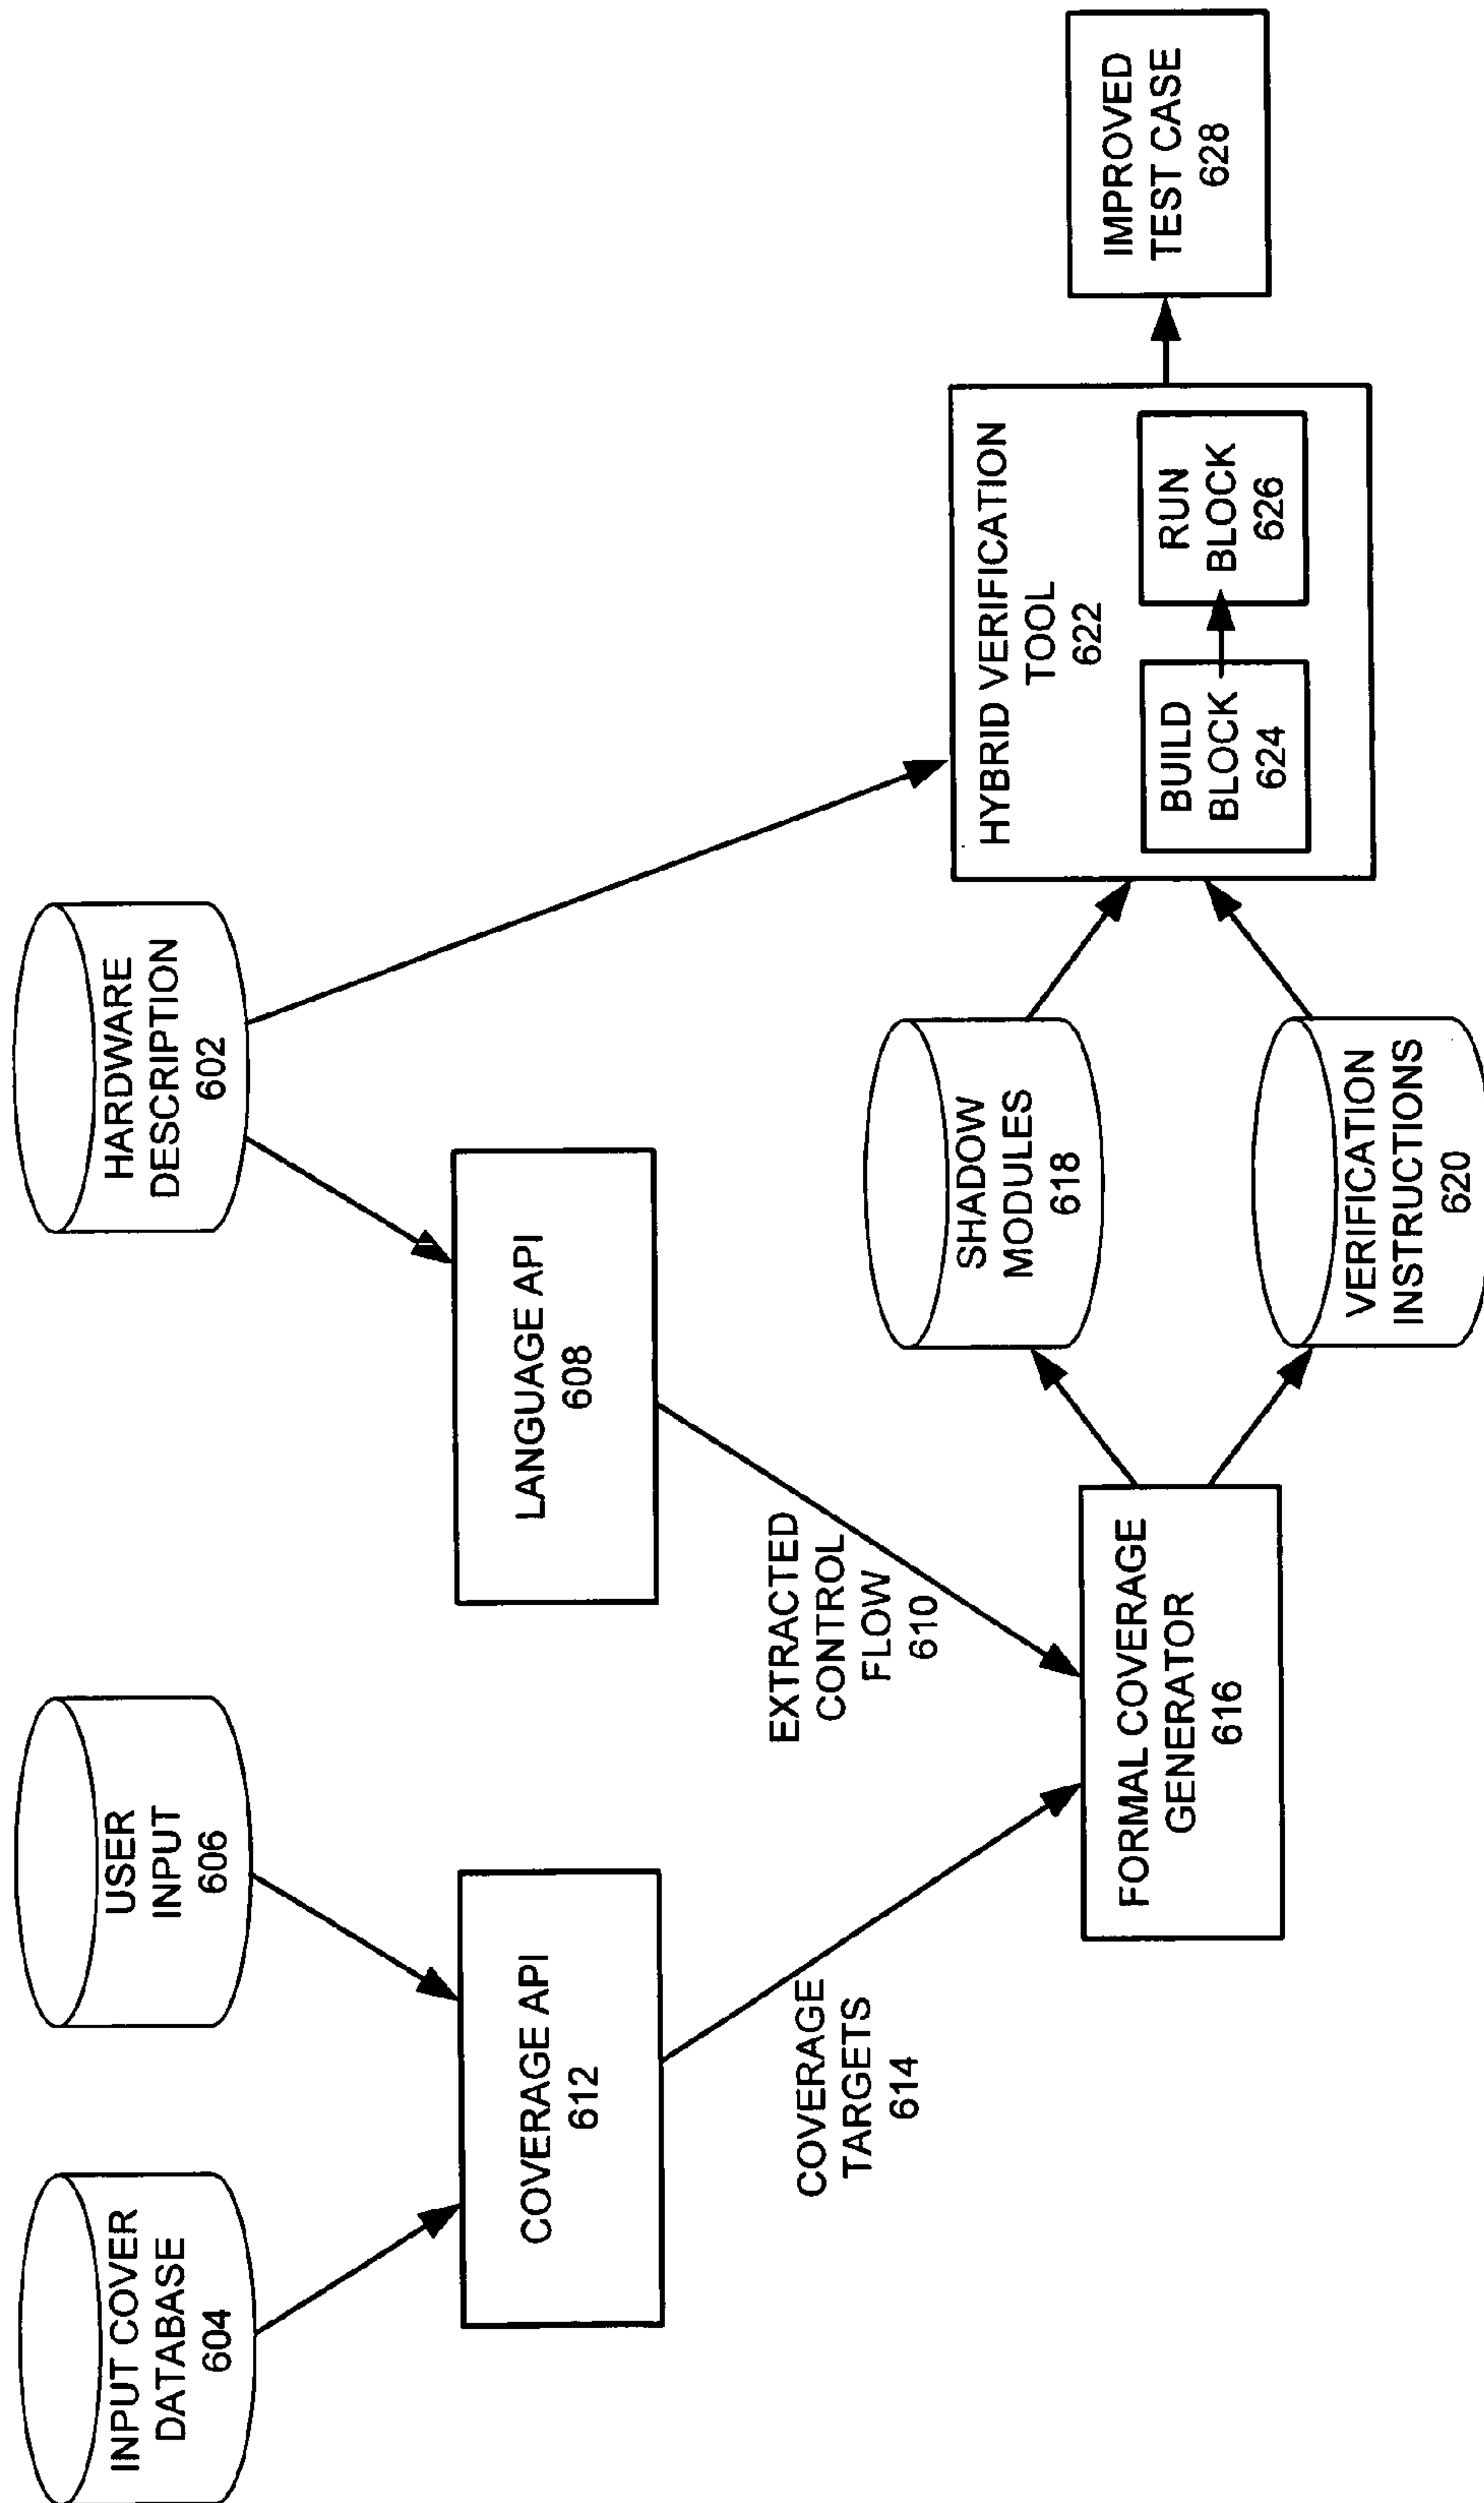 INPUT COVER
DATABASE
604
USER
INPUT
606
HARDWARE
DESCRIPTION
602
COVERAGE API
612
LANGUAGE API
608
COVERAGE
TARGETS
614
EXTRACTED
CONTROL
FLOW
610
FORMAL COVERAGE
GENERATOR
616
SHADOW
MODULES
618
VERIFICATION
INSTRUCTIONS
620
HYBRID VERIFICATION
TOOL
622
BUILD
BLOCK
624
RUN
BLOCK
626
IMPROVED
TEST CASE
628